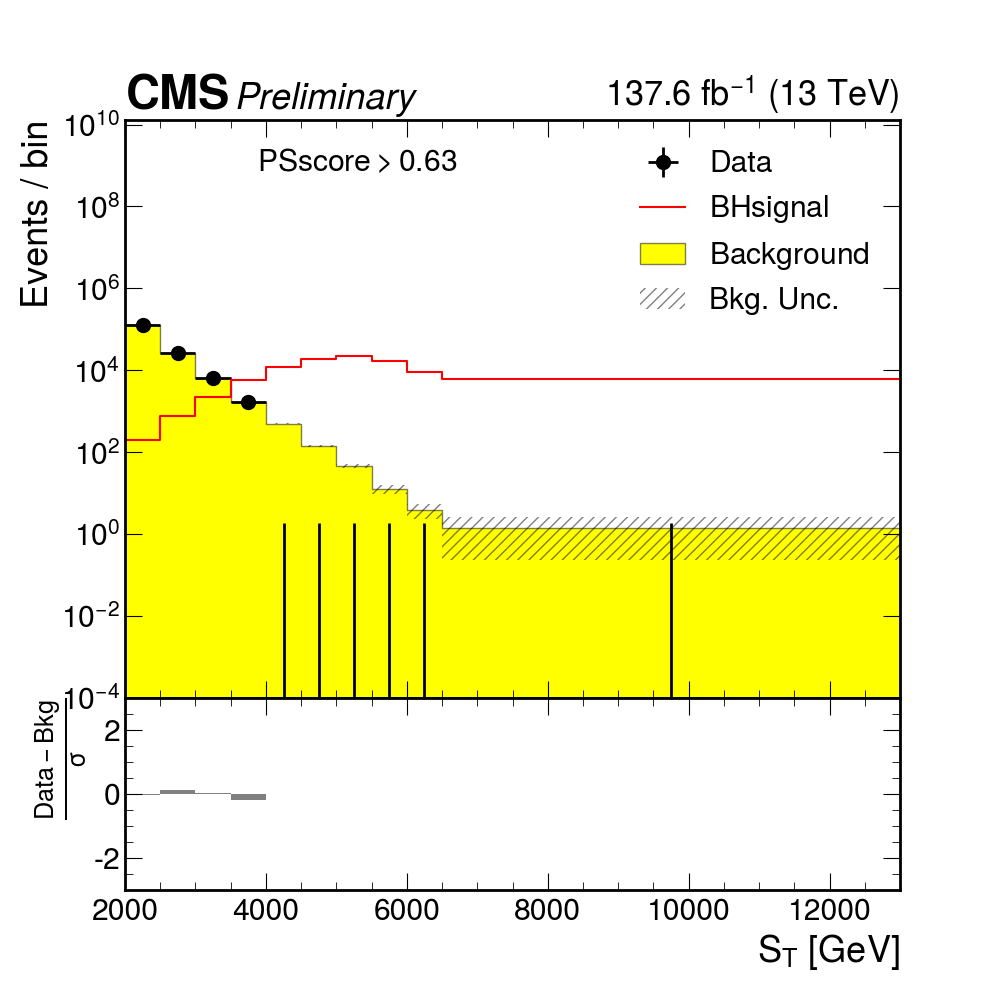 CMS Preliminary 137.6 fb⁻¹ (13 TeV)
Events / bin
PSscore > 0.63
Data
BHsignal
Background
Bkg. Unc.
10¹⁰
10⁸
10⁶
10⁴
10²
10⁰
10⁻²
10⁻⁴
Data – Bkg
σ
2
0
-2
2000 4000 6000 8000 10000 12000
S_T [GeV]